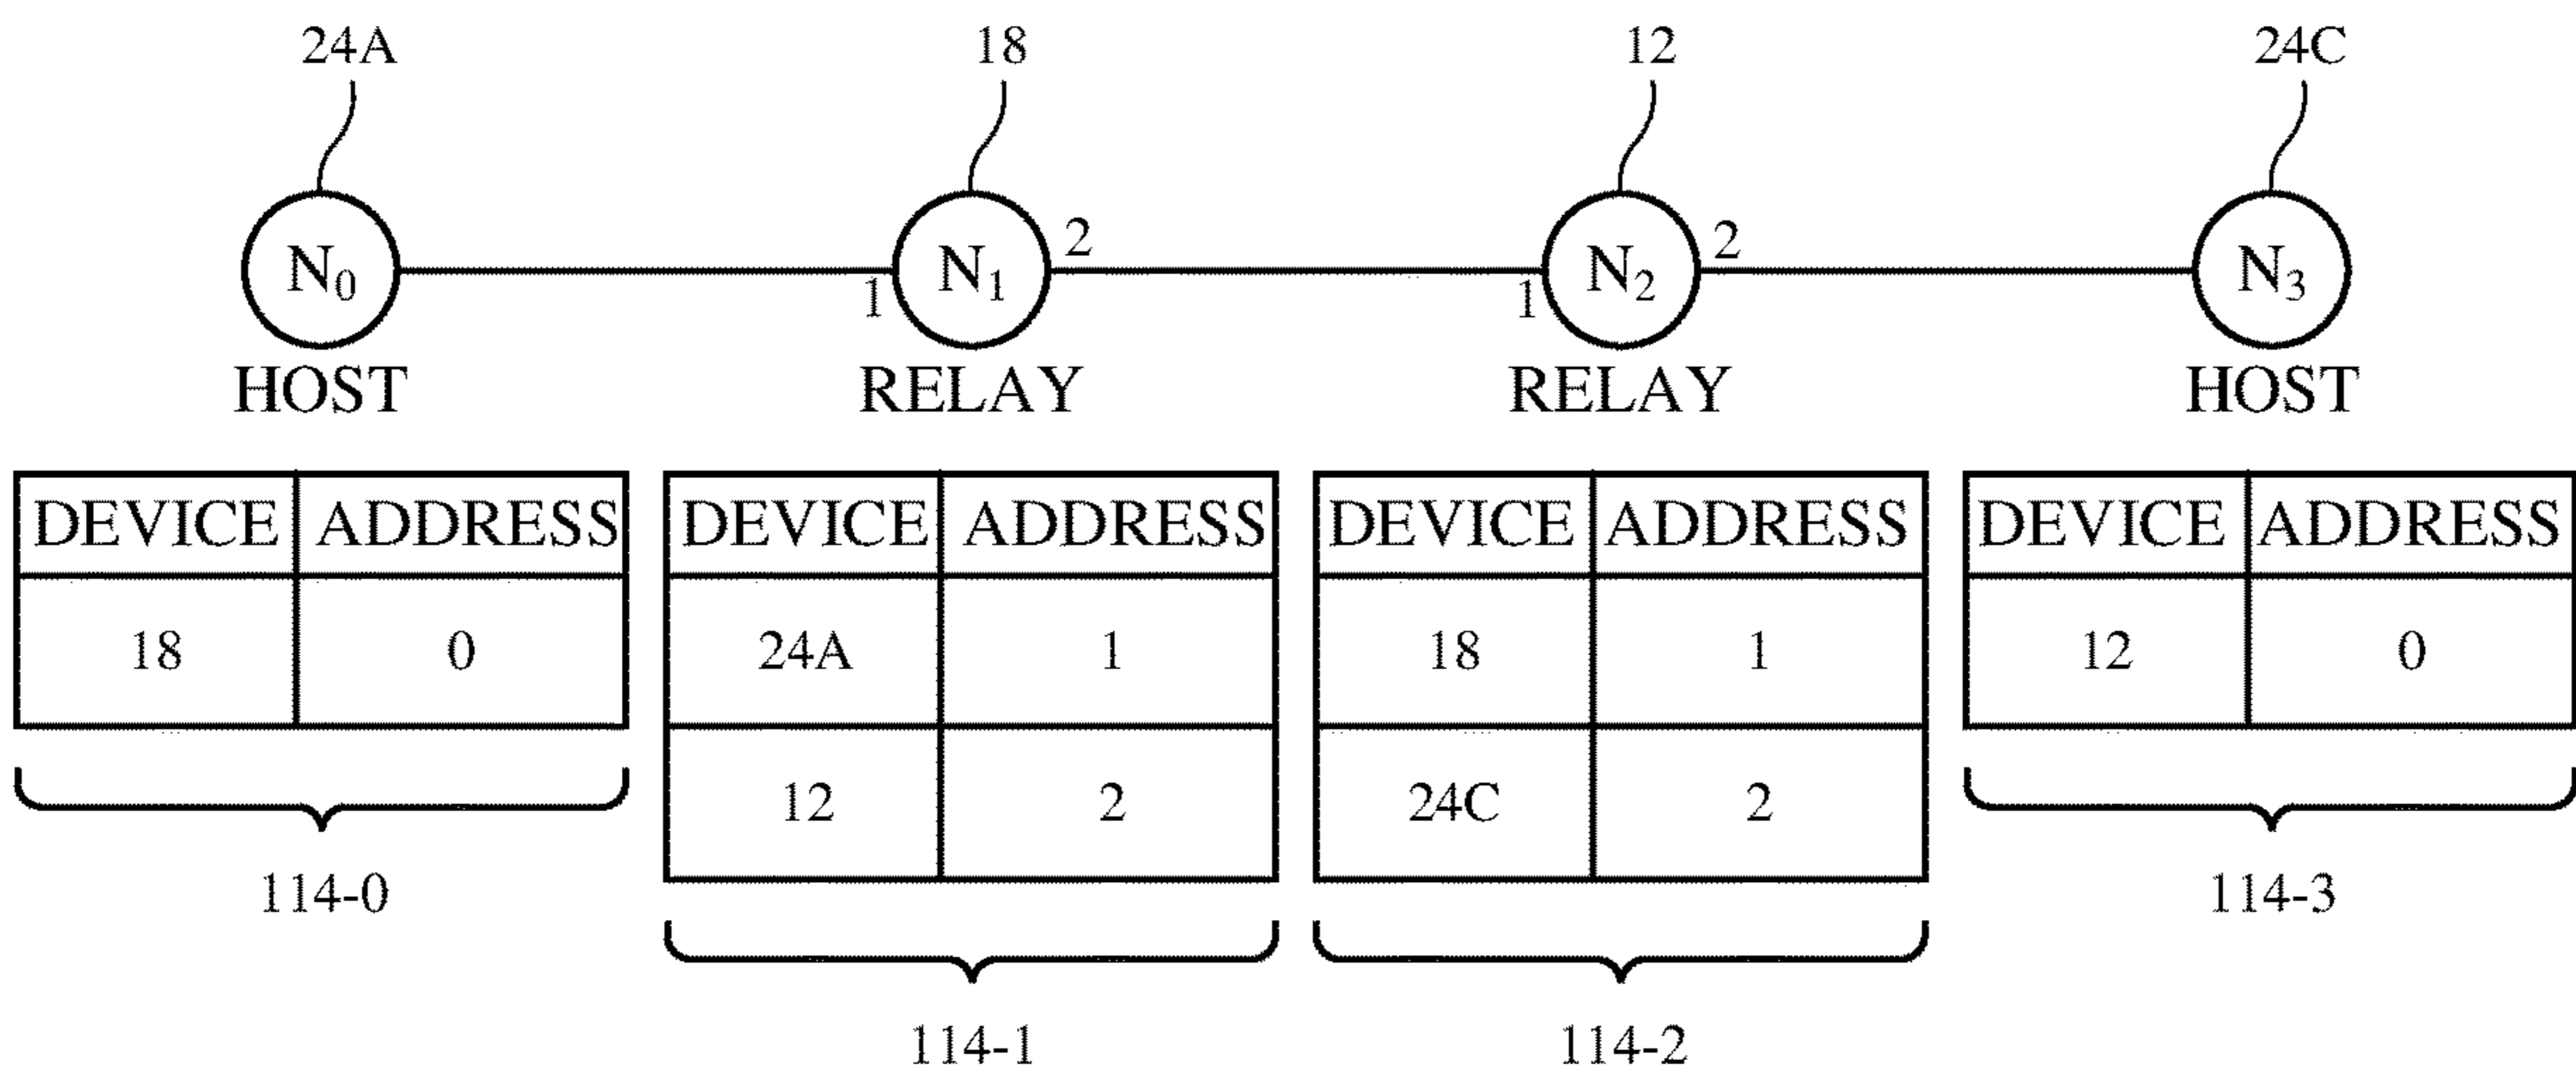 24A 18 12 24C
N0 1 N1 2 1 N2 2 N3
HOST RELAY RELAY HOST
DEVICE ADDRESS DEVICE ADDRESS DEVICE ADDRESS DEVICE ADDRESS
18 0 24A 1 18 1 12 0
12 2 24C 2
114-0 114-3
114-1 114-2